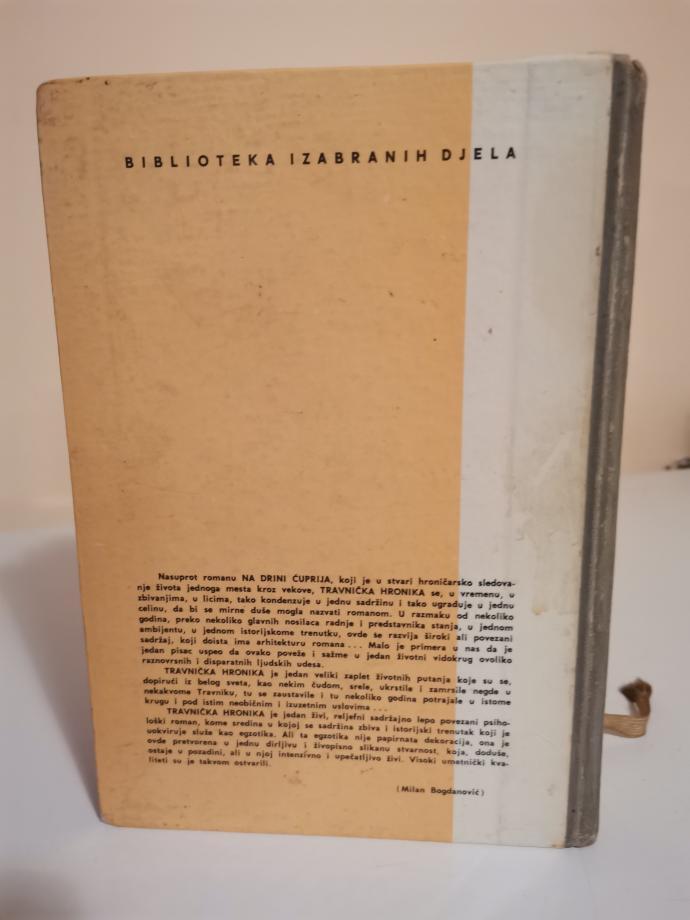 BIBLIOTEKA IZABRANIH DJELA
Nasuprot romanu NA DRINI ĆUPRIJA, koji je u stvari hroničarsko sledova-
nje života jednoga mesta kroz vekove, TRAVNIČKA HRONIKA se, u vremenu, u
zbivanjima, u licima, tako kondenzuje u jednu sadržinu i tako ugrađuje u jednu
celinu, da bi se mirne duše mogla nazvati romanom. U razmaku od nekoliko
godina, preko nekoliko glavnih nosilaca radnje i predstavnika stanja, u jednom
ambijentu, u jednom istorijskome trenutku, ovde se razvija široki ali povezani
sadržaj, koji doista ima arhitekturu romana ... Malo je primera u nas da je
jedan pisac uspeo da ovako poveže i sažme u jedan životni vidokrug ovoliko
raznovrsnih i disparatnih ljudskih udesa.
TRAVNIČKA HRONIKA je jedan veliki zaplet životnih putanja koje su se,
dopirući iz belog sveta, kao nekim čudom, srele, ukrstile i zamrsile negde u
nekakvome Travniku, tu se zaustavile i tu nekoliko godina potrajale u istome
krugu i pod istim neobičnim i izuzetnim uslovima ...
TRAVNIČKA HRONIKA je jedan živi, reljefni sadržajno lepo povezani psiho-
loški roman, kome sredina u kojoj se sadržina zbiva i istorijski trenutak koji je
uokviruje služe kao egzotika. Ali ta egzotika nije papirnata dekoracija, ona je
ovde pretvorena u jednu dirljivu i živopisno slikanu stvarnost, koja, doduše,
ostaje u pozadini, ali u njoj intenzivno i upečatljivo živi. Visoki umetnički kva-
liteti su je takvom ostvarili.
(Milan Bogdanović)